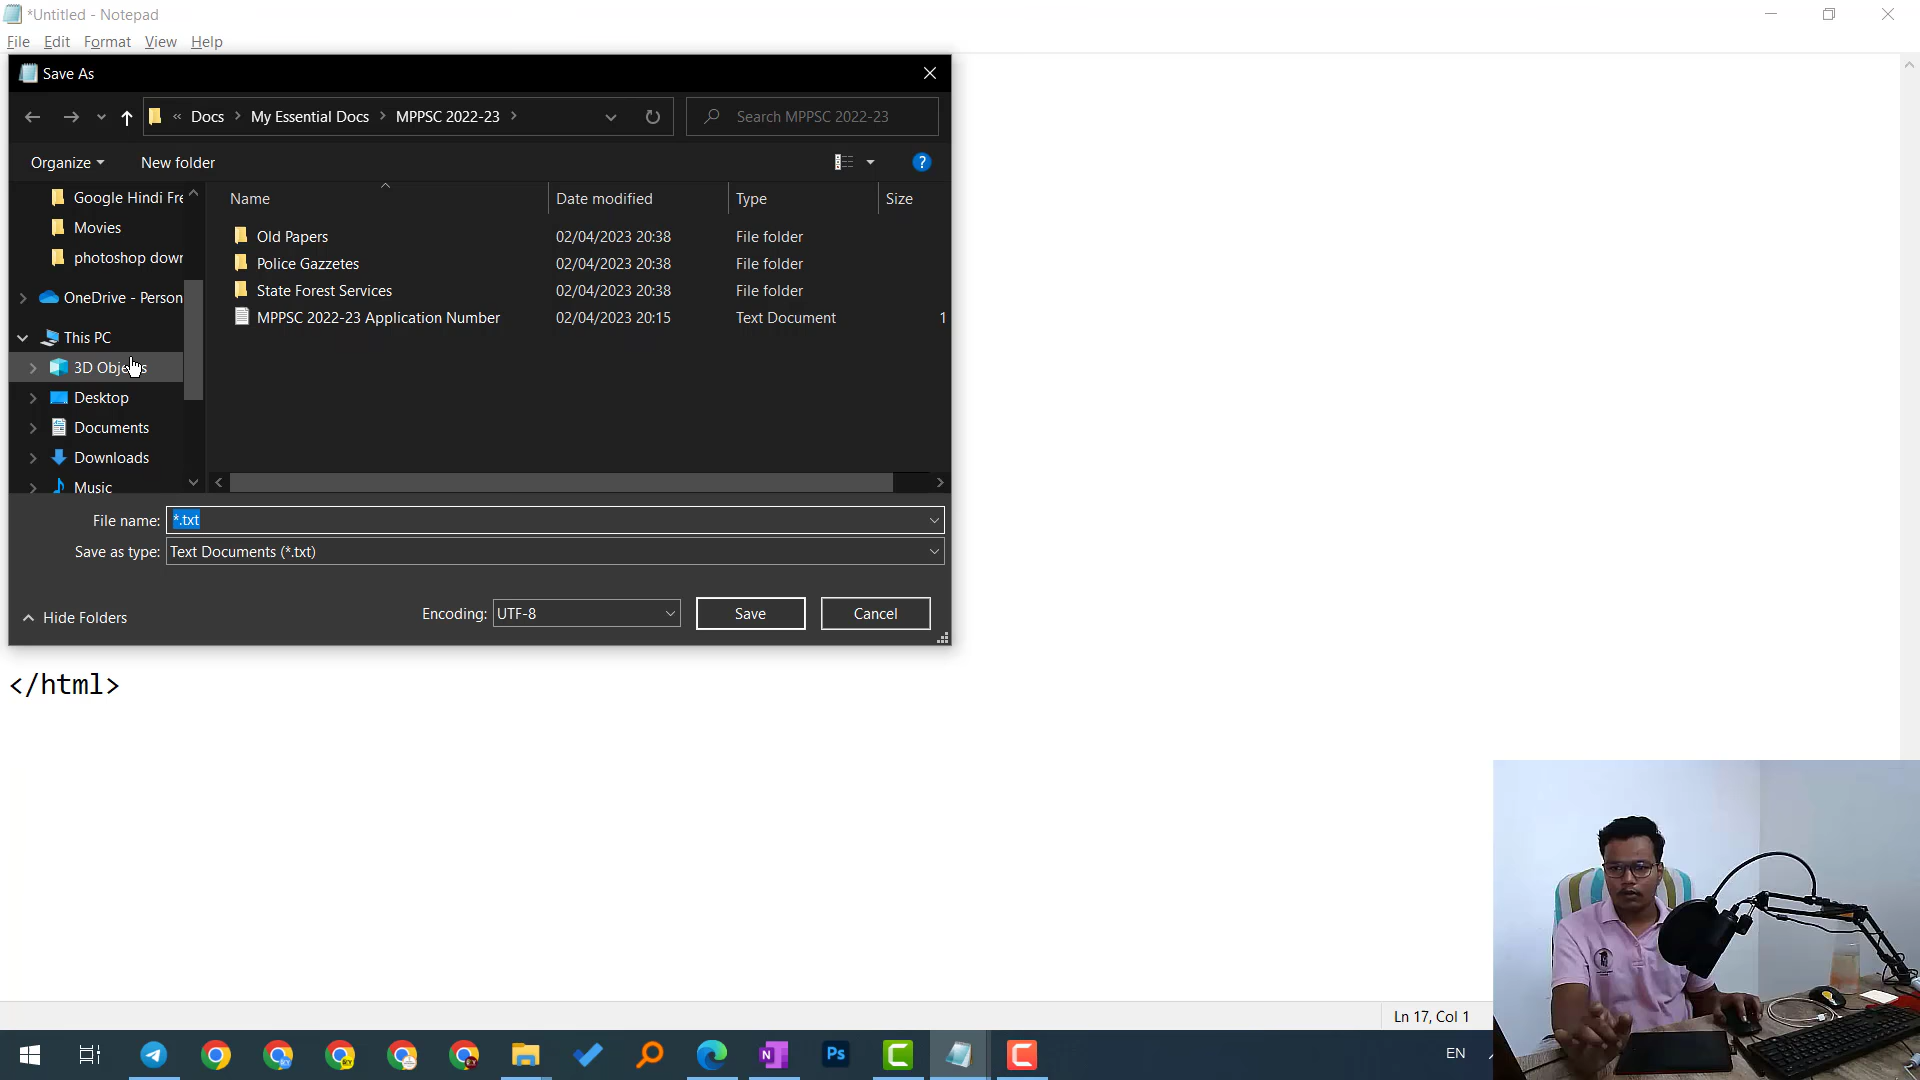 *Untitled - Notepad
File Edit Format View Help
Save As
« Docs > My Essential Docs > MPPSC 2022-23 >
Search MPPSC 2022-23
Organize New folder
?
Google Hindi Fre
Movies
photoshop dowr
OneDrive - Person
This PC
3D Objects
Desktop
Documents
Downloads
Music
Name Date modified Type Size
Old Papers 02/04/2023 20:38 File folder
Police Gazzetes 02/04/2023 20:38 File folder
State Forest Services 02/04/2023 20:38 File folder
MPPSC 2022-23 Application Number 02/04/2023 20:15 Text Document 1
File name: *.txt
Save as type: Text Documents (*.txt)
Hide Folders
Encoding: UTF-8 Save Cancel
</html>
Ln 17, Col 1
N Ps EN